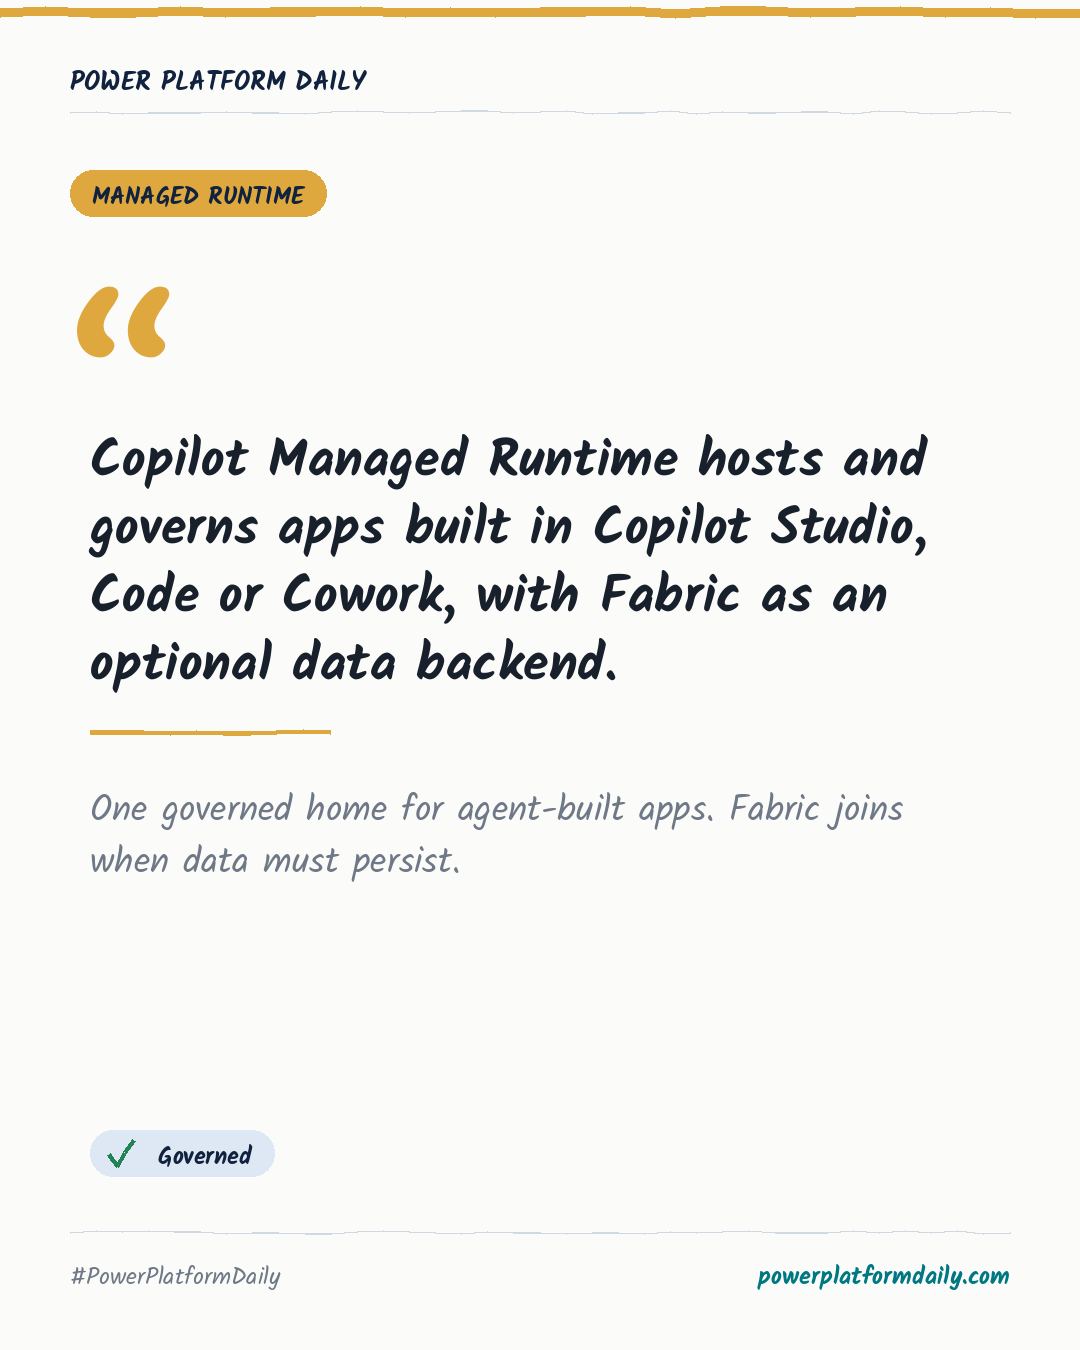 POWER PLATFORM DAILY
MANAGED RUNTIME
“
Copilot Managed Runtime hosts and
governs apps built in Copilot Studio,
Code or Cowork, with Fabric as an
optional data backend.
One governed home for agent-built apps. Fabric joins
when data must persist.
✓ Governed
#PowerPlatformDaily
powerplatformdaily.com